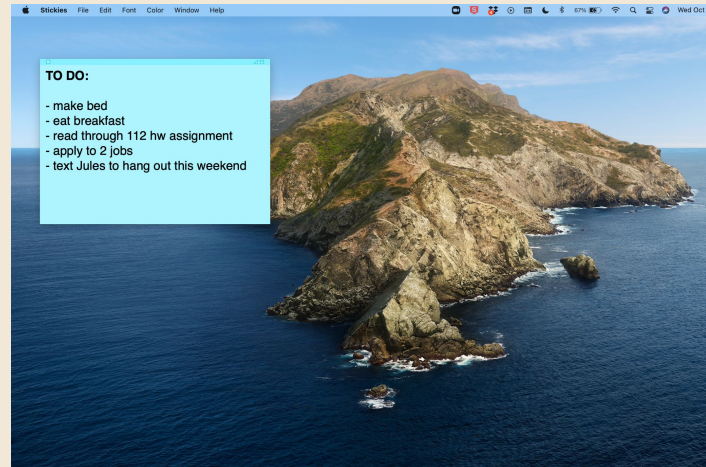 Stickies File Edit Font Color Window Help 67% Wed Oct
TO DO:
- make bed
- eat breakfast
- read through 112 hw assignment
- apply to 2 jobs
- text Jules to hang out this weekend